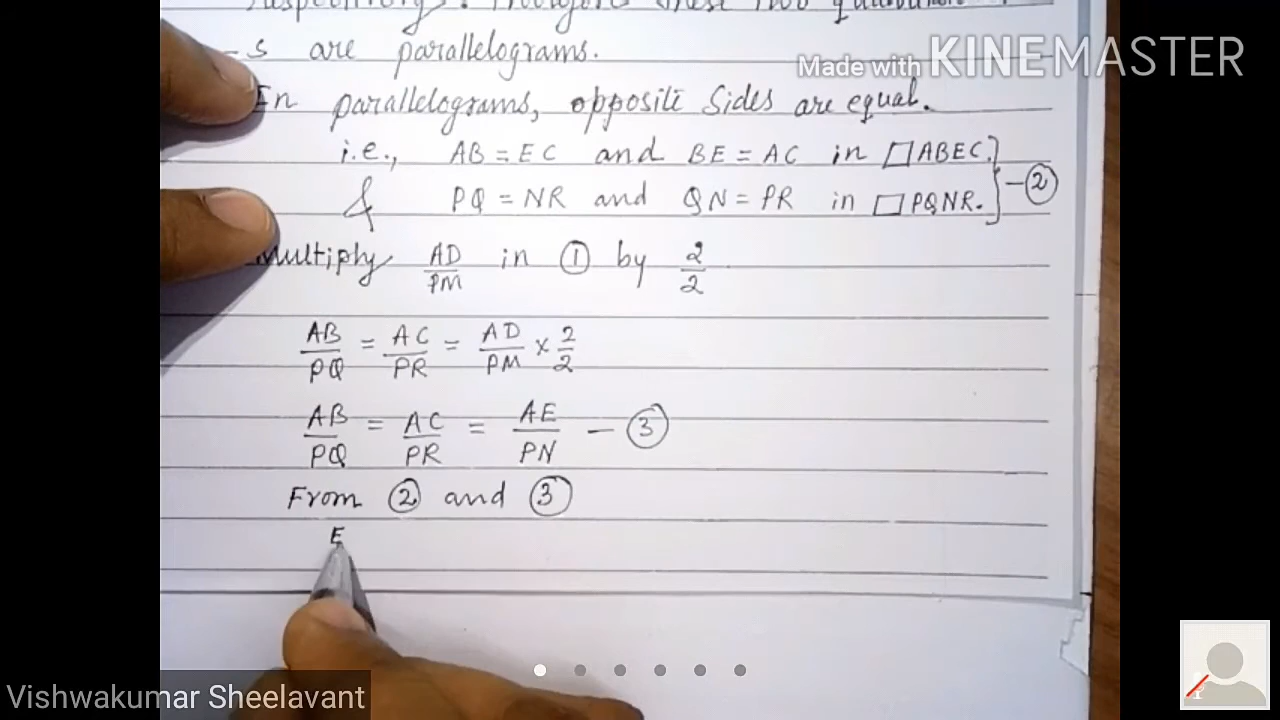 these two
-s are parallelograms.
Made with KINEMASTER
In parallelograms, opposite Sides are equal.
i.e., AB = EC and BE = AC in □ABEC.
& PQ = NR and QN = PR in □PQNR. } - ②
Multiply AD/PM in ① by 2/2
AB/PQ = AC/PR = AD/PM × 2/2
AB/PQ = AC/PR = AE/PN - ③
From ② and ③
E
Vishwakumar Sheelavant